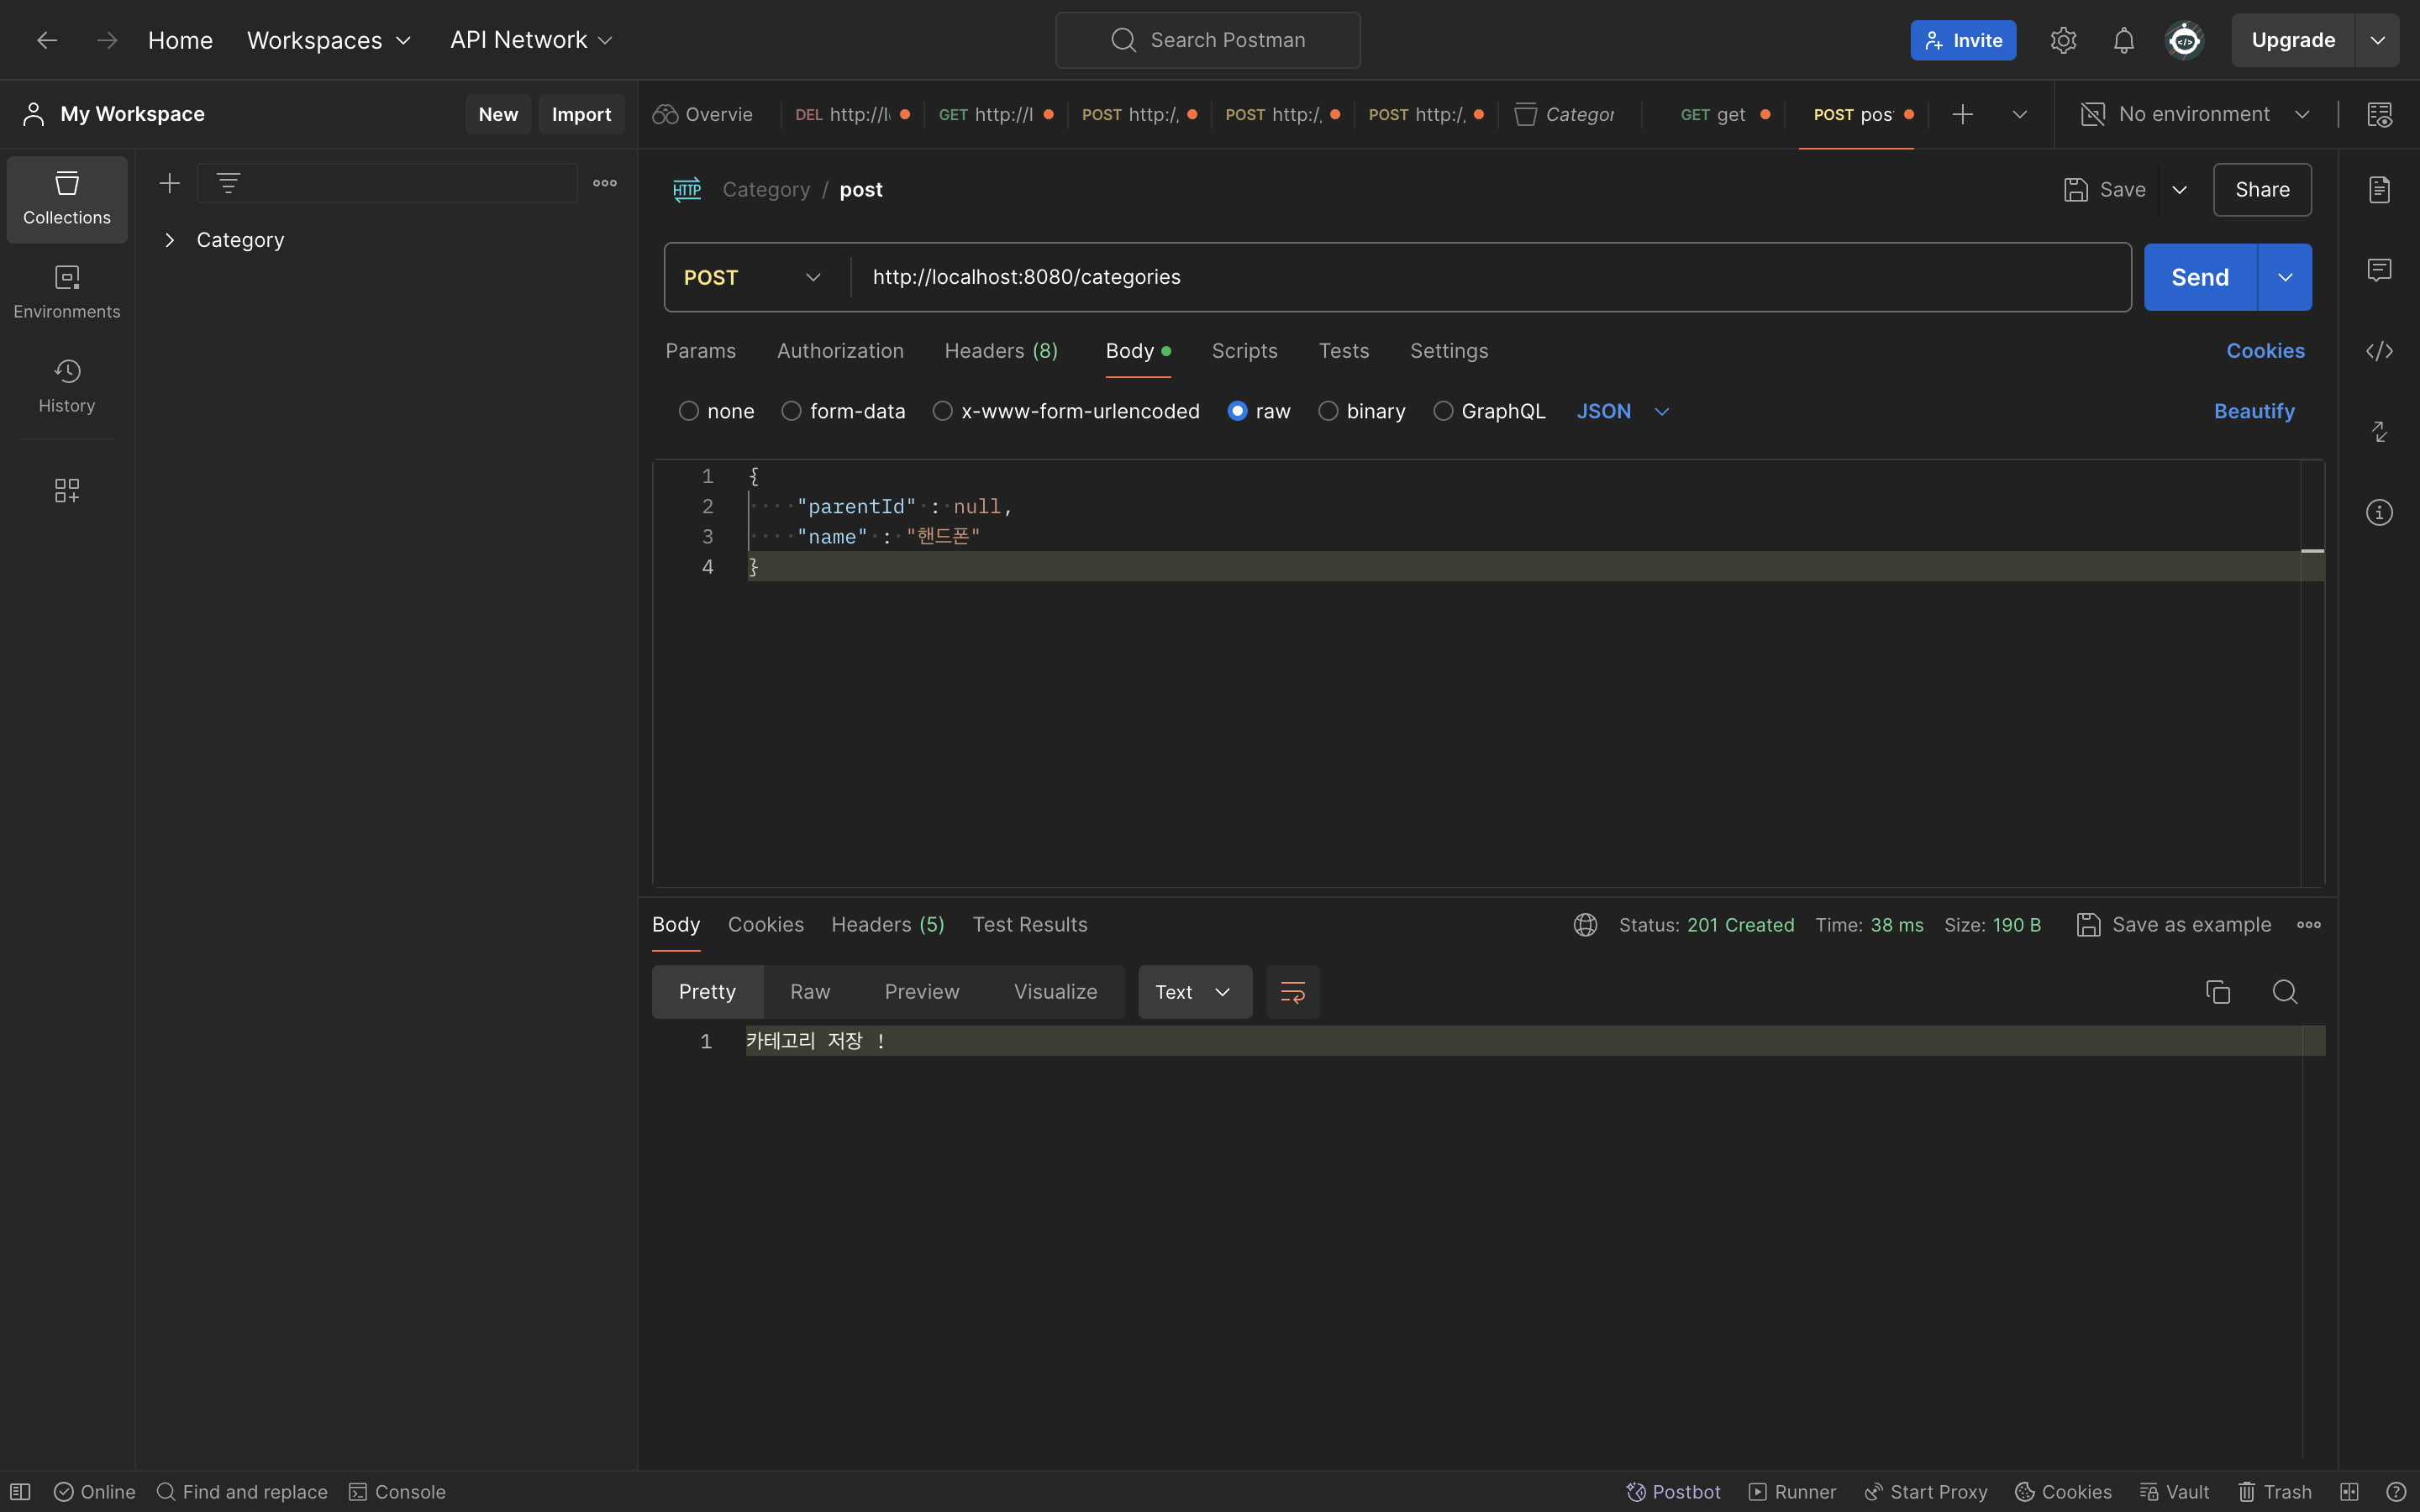 Home Workspaces API Network Search Postman Invite Upgrade
My Workspace New Import Overvie DEL http://l GET http://l POST http:/ POST http:/ POST http:/ Categor GET get POST pos No environment
Collections
Environments
History
Category
HTTP Category / post Save Share
POST http://localhost:8080/categories Send
Params Authorization Headers (8) Body Scripts Tests Settings Cookies
none form-data x-www-form-urlencoded raw binary GraphQL JSON Beautify
1 {
2 "parentId" : null,
3 "name" : "핸드폰"
4 }
Body Cookies Headers (5) Test Results Status: 201 Created Time: 38 ms Size: 190 B Save as example
Pretty Raw Preview Visualize Text
1 카테고리 저장 !
Online Find and replace Console Postbot Runner Start Proxy Cookies Vault Trash